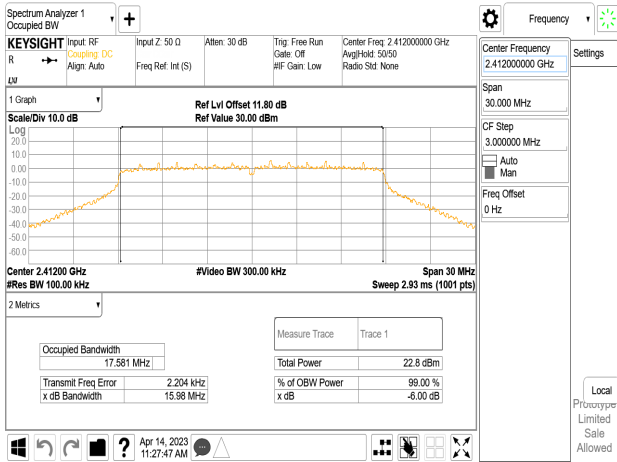 Spectrum Analyzer 1
Occupied BW
Frequency
KEYSIGHT Input: RF Input Z: 50 Ω Atten: 30 dB Trig: Free Run Center Freq: 2.412000000 GHz
R Coupling: DC Gate: Off Avg|Hold: 50/50
Align: Auto Freq Ref: Int (S) #IF Gain: Low Radio Std: None
LXI
Center Frequency
2.412000000 GHz
Settings
Span
30.000 MHz
CF Step
3.000000 MHz
Auto
Man
Freq Offset
0 Hz
Local
Prototype
Limited
Sale
Allowed
1 Graph
Ref Lvl Offset 11.80 dB
Scale/Div 10.0 dB Ref Value 30.00 dBm
Log
20.0
10.0
0.00
-10.0
-20.0
-30.0
-40.0
-50.0
-60.0
Center 2.41200 GHz #Video BW 300.00 kHz Span 30 MHz
#Res BW 100.00 kHz Sweep 2.93 ms (1001 pts)
2 Metrics
Measure Trace Trace 1
Occupied Bandwidth
17.581 MHz Total Power 22.8 dBm
Transmit Freq Error 2.204 kHz % of OBW Power 99.00 %
x dB Bandwidth 15.98 MHz x dB -6.00 dB
Apr 14, 2023
11:27:47 AM